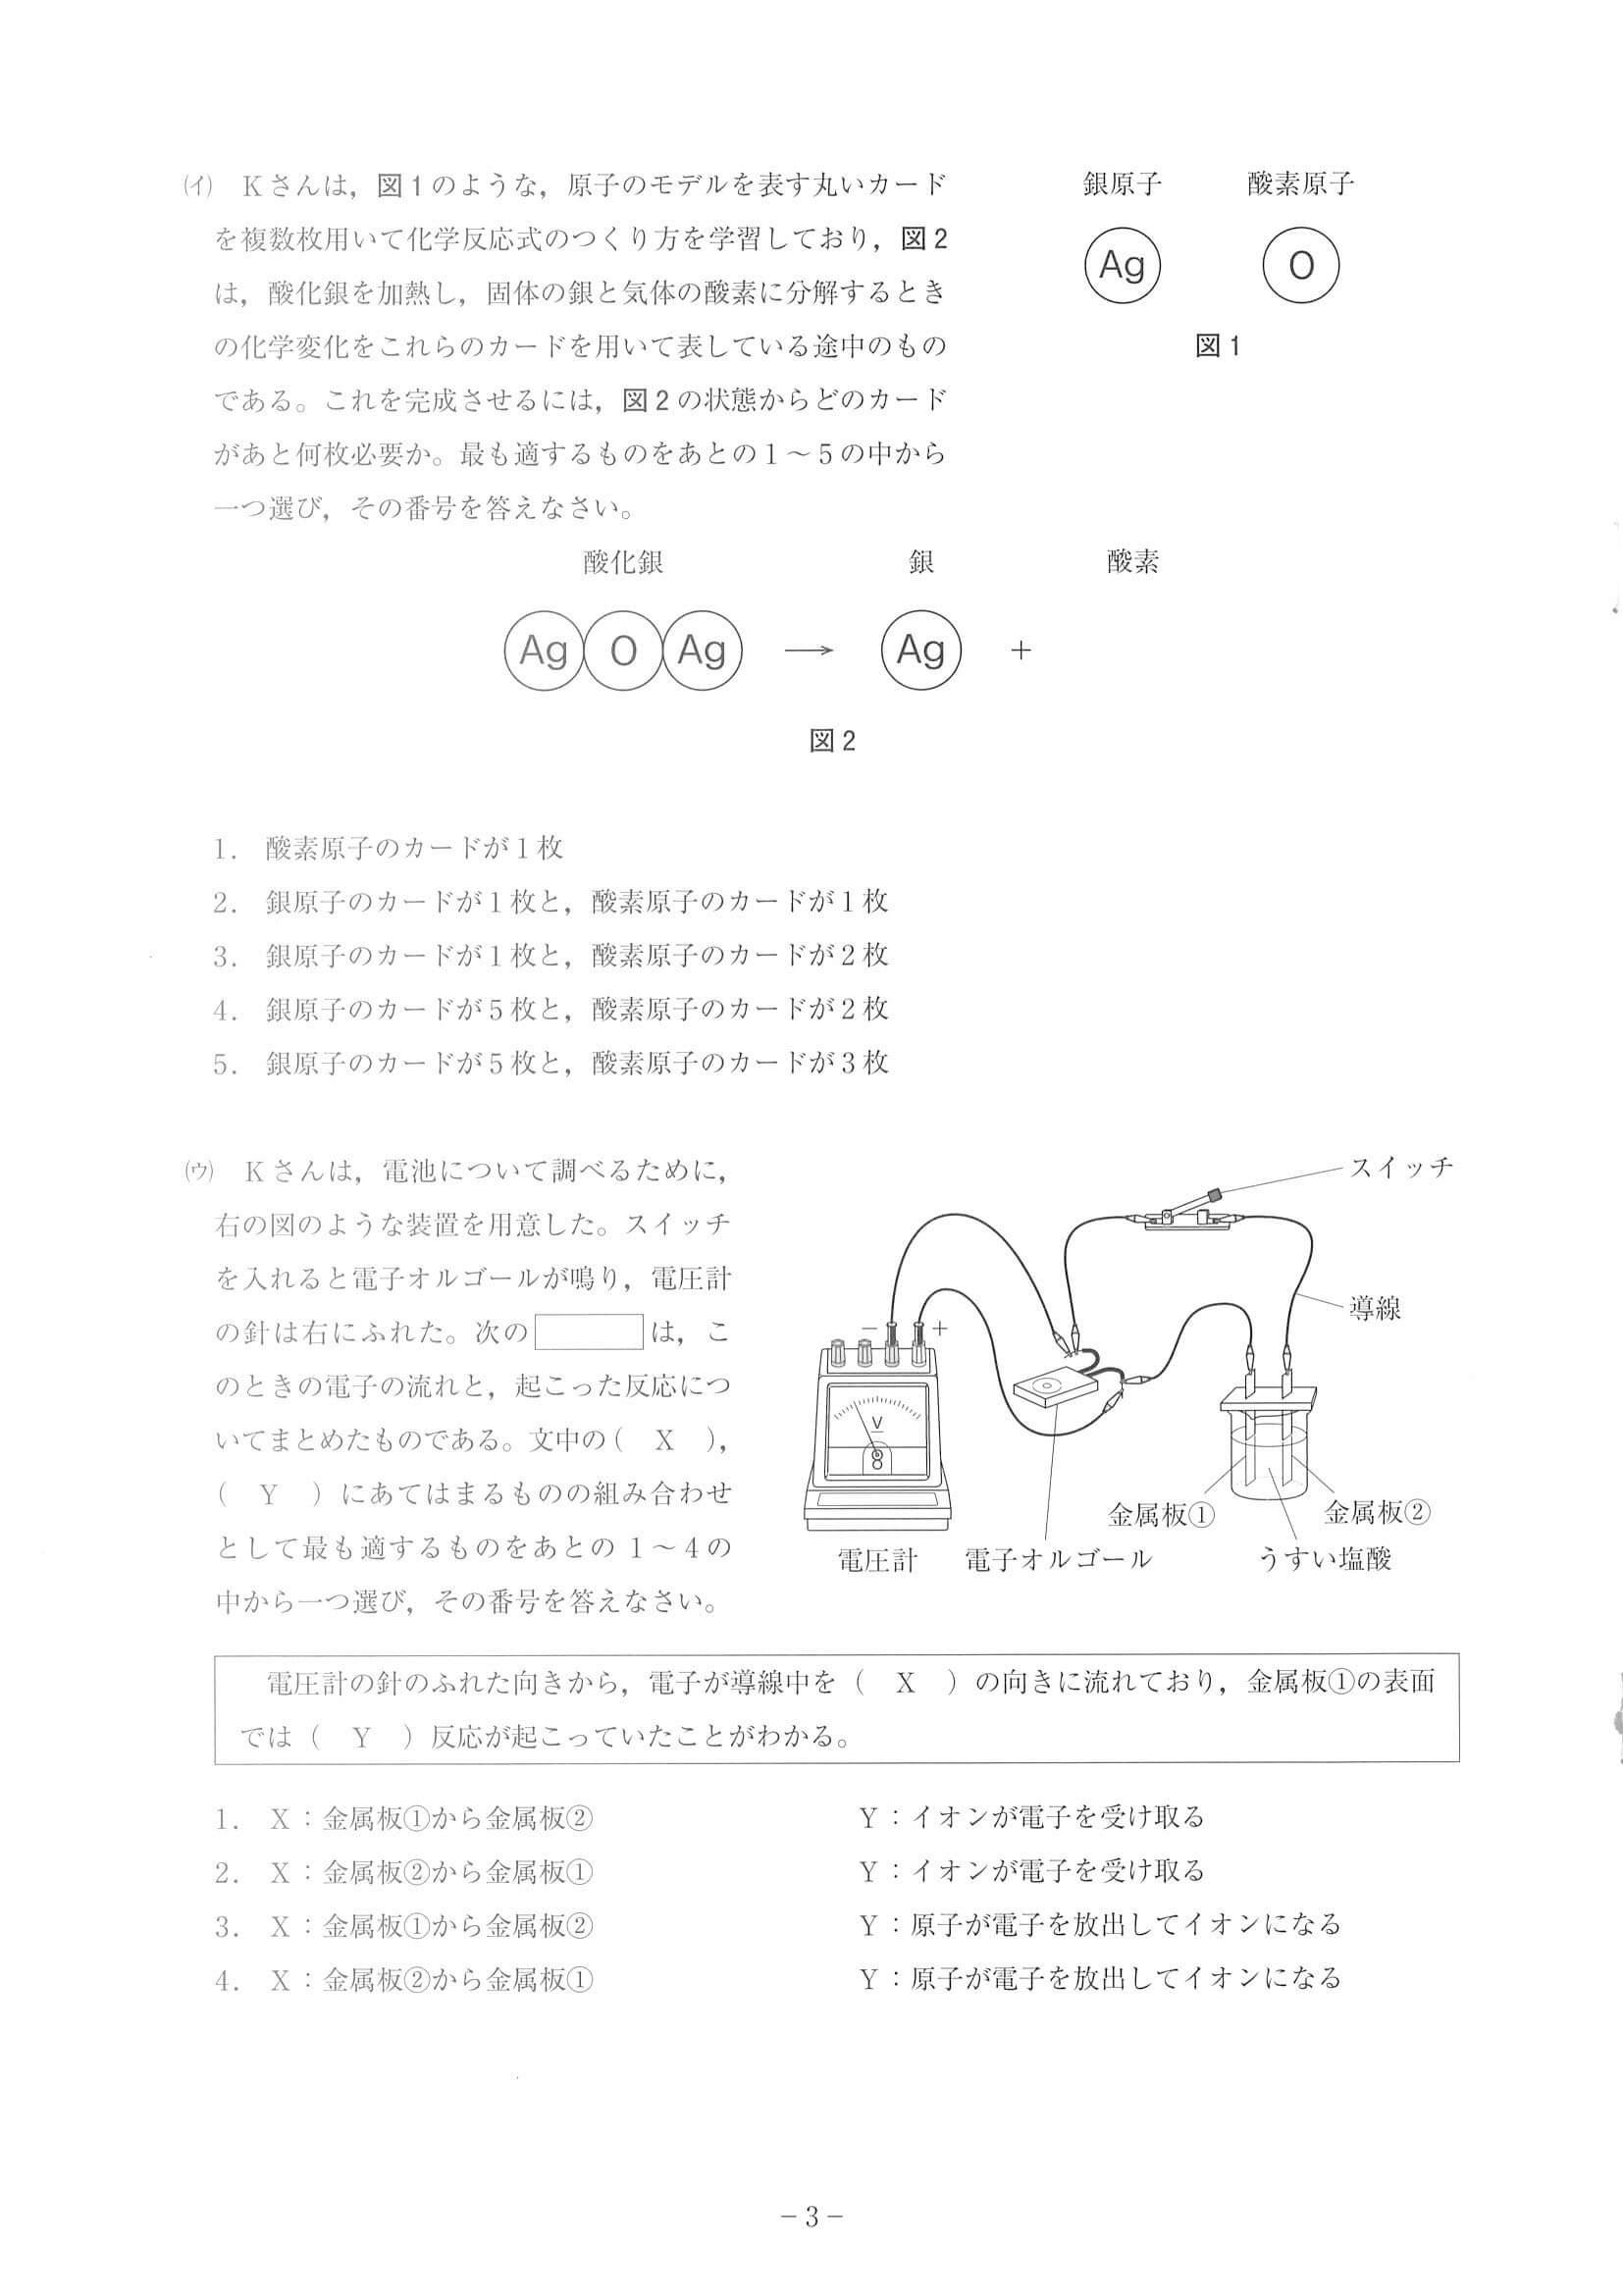 (イ) Kさんは，図1のような，原子のモデルを表す丸いカード
を複数枚用いて化学反応式のつくり方を学習しており，図2
は，酸化銀を加熱し，固体の銀と気体の酸素に分解するとき
の化学変化をこれらのカードを用いて表している途中のもの
である。これを完成させるには，図2の状態からどのカード
があと何枚必要か。最も適するものをあとの1～5の中から
一つ選び，その番号を答えなさい。
銀原子 酸素原子
Ag O
図1
酸化銀 銀 酸素
Ag O Ag → Ag ＋
図2
1． 酸素原子のカードが1枚
2． 銀原子のカードが1枚と，酸素原子のカードが1枚
3． 銀原子のカードが1枚と，酸素原子のカードが2枚
4． 銀原子のカードが5枚と，酸素原子のカードが2枚
5． 銀原子のカードが5枚と，酸素原子のカードが3枚
(ウ) Kさんは，電池について調べるために，
右の図のような装置を用意した。スイッチ
を入れると電子オルゴールが鳴り，電圧計
の針は右にふれた。次の は，こ
のときの電子の流れと，起こった反応につ
いてまとめたものである。文中の（ X ），
（ Y ）にあてはまるものの組み合わせ
として最も適するものをあとの1～4の
中から一つ選び，その番号を答えなさい。
スイッチ
導線
－ ＋
V
金属板① 金属板②
電圧計 電子オルゴール うすい塩酸
電圧計の針のふれた向きから，電子が導線中を（ X ）の向きに流れており，金属板①の表面
では（ Y ）反応が起こっていたことがわかる。
1． X：金属板①から金属板② Y：イオンが電子を受け取る
2． X：金属板②から金属板① Y：イオンが電子を受け取る
3． X：金属板①から金属板② Y：原子が電子を放出してイオンになる
4． X：金属板②から金属板① Y：原子が電子を放出してイオンになる
－3－